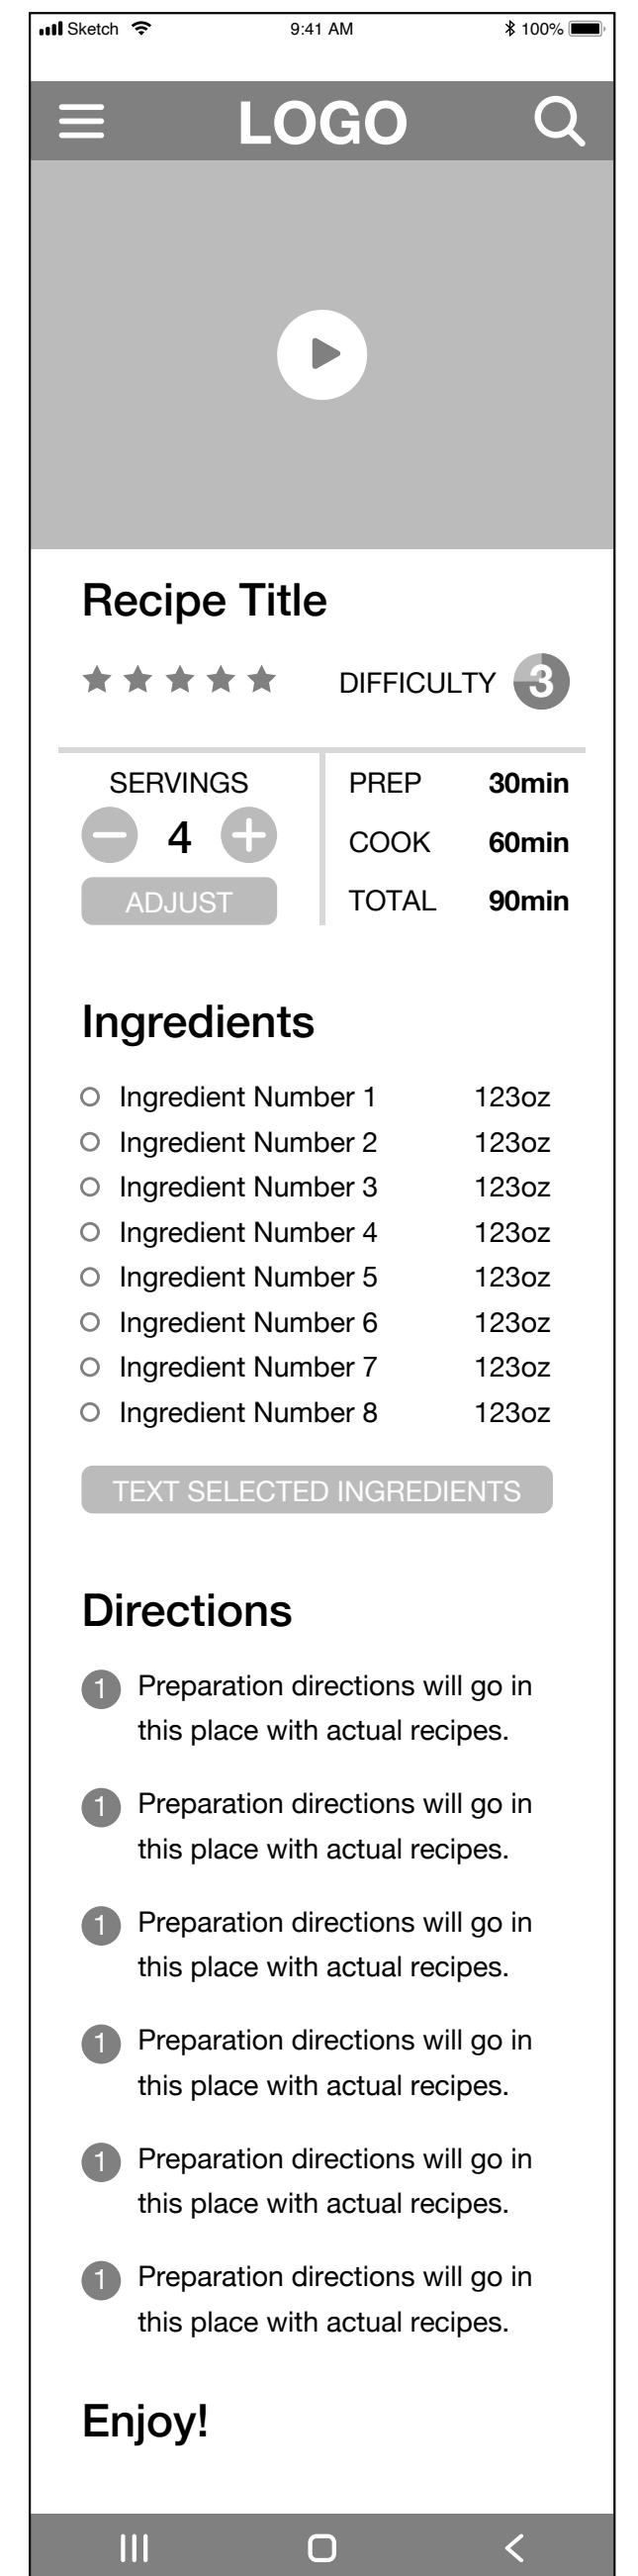 Sketch 9:41 AM 100%
LOGO
Recipe Title
DIFFICULTY 3
SERVINGS
4
ADJUST
PREP 30min
COOK 60min
TOTAL 90min
Ingredients
Ingredient Number 1 123oz
Ingredient Number 2 123oz
Ingredient Number 3 123oz
Ingredient Number 4 123oz
Ingredient Number 5 123oz
Ingredient Number 6 123oz
Ingredient Number 7 123oz
Ingredient Number 8 123oz
TEXT SELECTED INGREDIENTS
Directions
1 Preparation directions will go in
this place with actual recipes.
1 Preparation directions will go in
this place with actual recipes.
1 Preparation directions will go in
this place with actual recipes.
1 Preparation directions will go in
this place with actual recipes.
1 Preparation directions will go in
this place with actual recipes.
1 Preparation directions will go in
this place with actual recipes.
Enjoy!